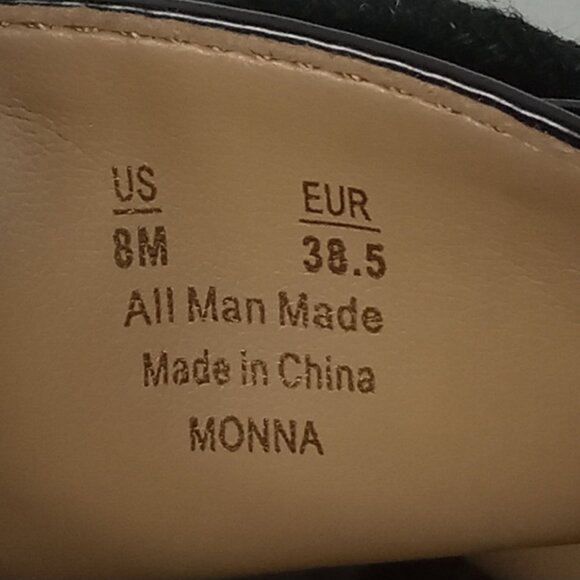 US EUR
8M 38.5
All Man Made
Made in China
MONNA